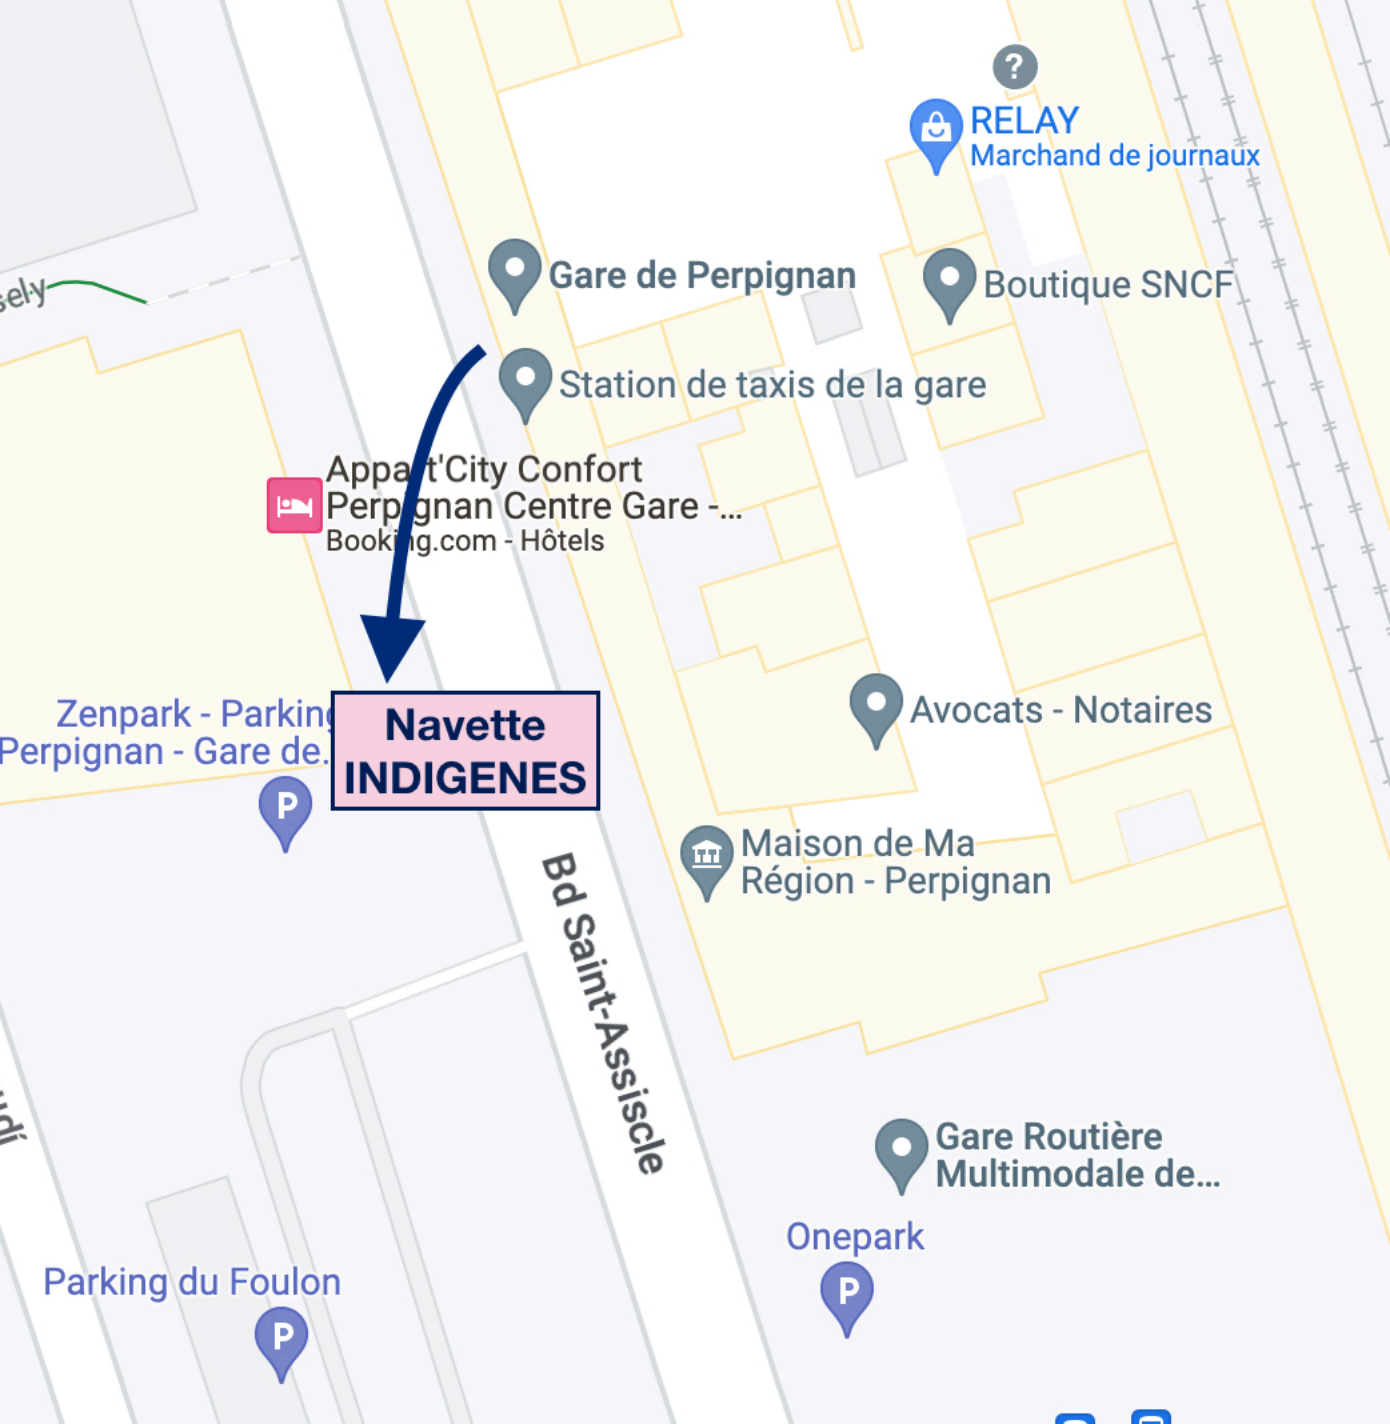 ?
RELAY
Marchand de journaux
Gare de Perpignan
Boutique SNCF
sely
Station de taxis de la gare
Appart'City Confort
Perpignan Centre Gare -...
Booking.com - Hôtels
Zenpark - Parking
Perpignan - Gare de...
Navette
INDIGENES
Avocats - Notaires
P
Maison de Ma
Région - Perpignan
Bd Saint-Assiscle
udí
Gare Routière
Multimodale de...
Onepark
P
Parking du Foulon
P